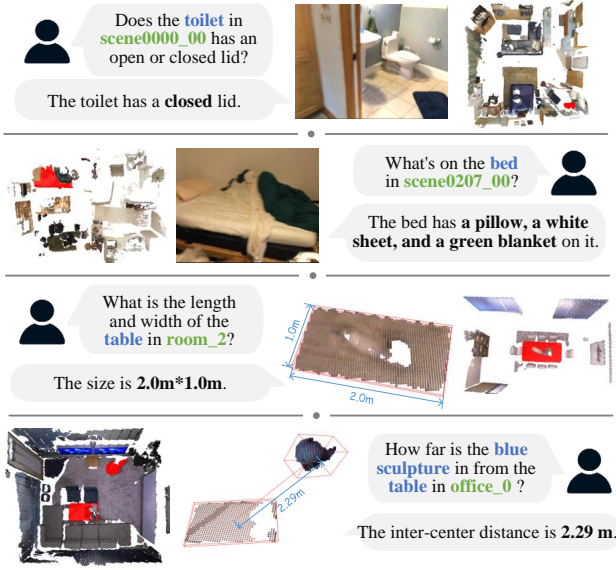 Does the toilet in
scene0000_00 has an
open or closed lid?
The toilet has a closed lid.
What's on the bed
in scene0207_00?
The bed has a pillow, a white
sheet, and a green blanket on it.
What is the length
and width of the
table in room_2?
The size is 2.0m*1.0m.
1.0m
2.0m
How far is the blue
sculpture in from the
table in office_0 ?
The inter-center distance is 2.29 m.
2.29m